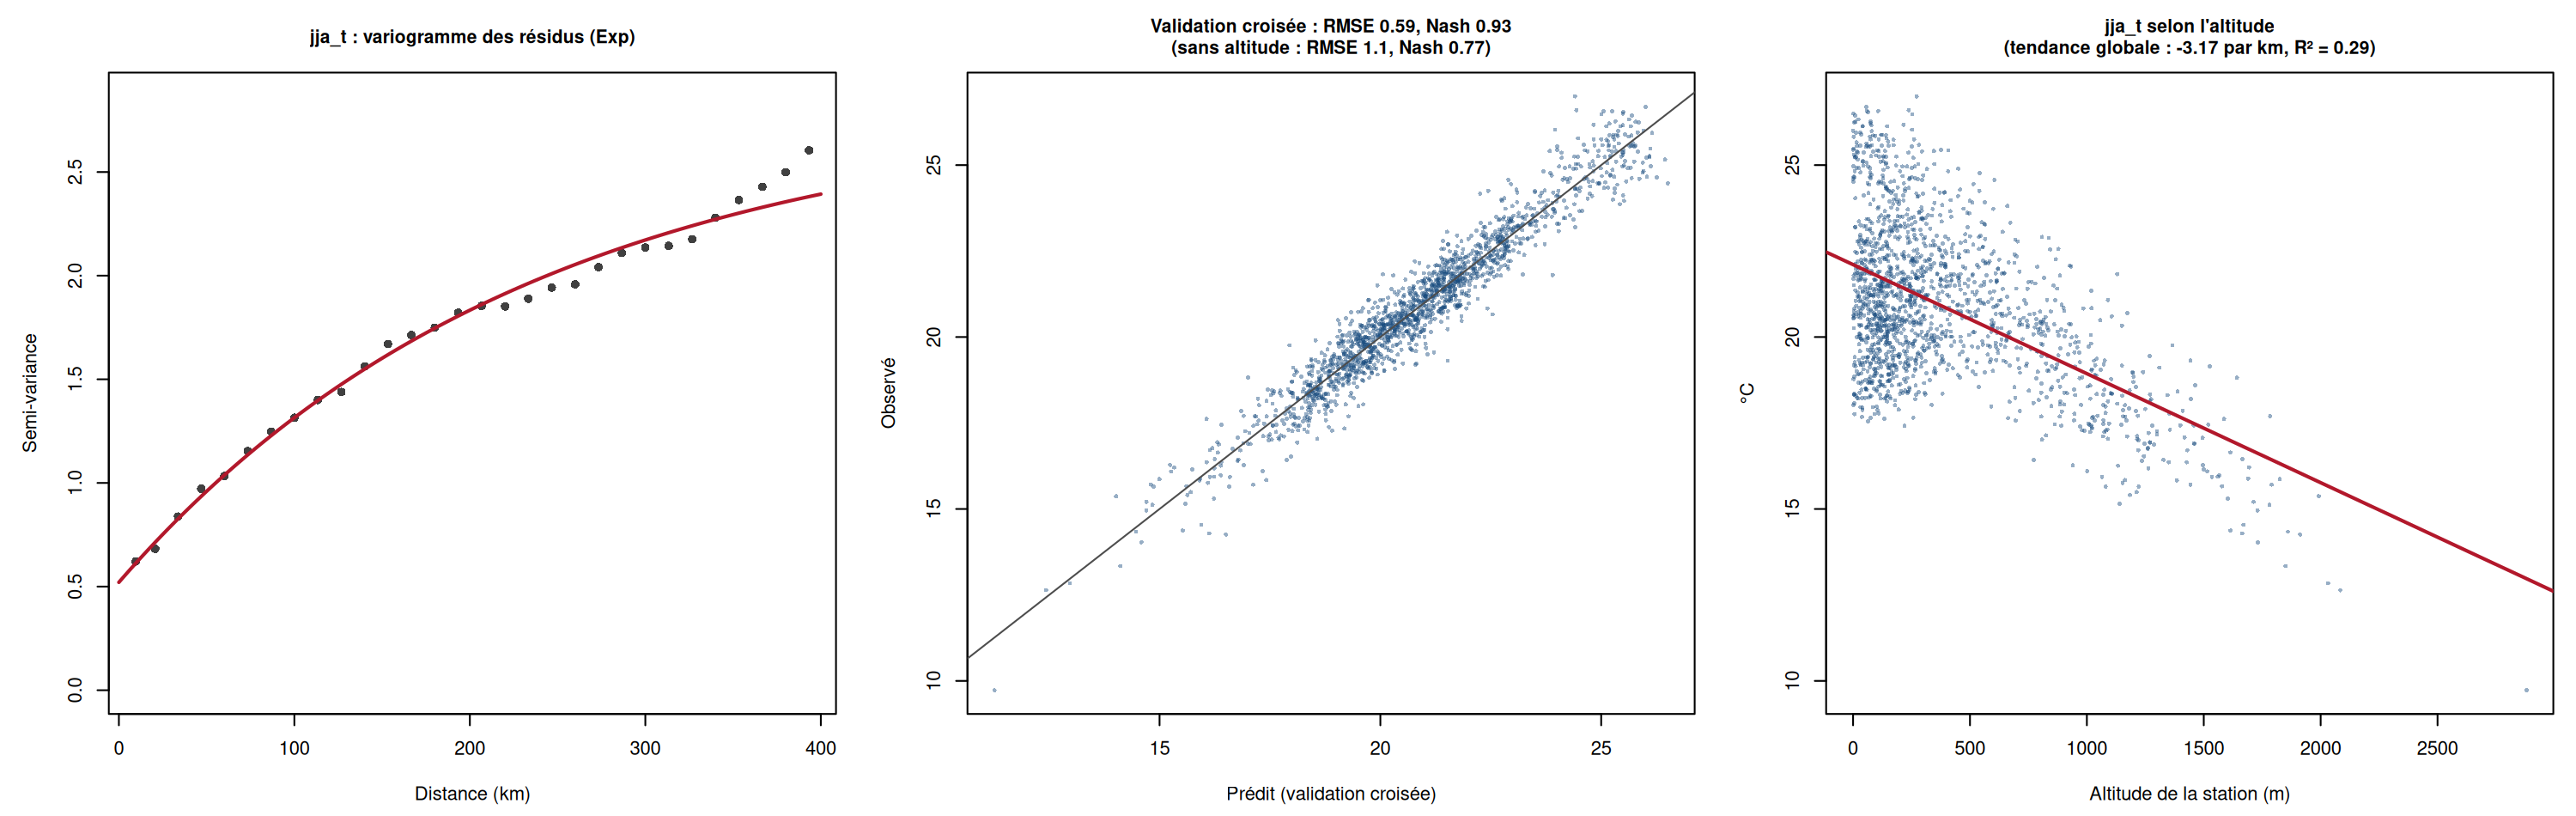 jja_t : variogramme des résidus (Exp)
Semi-variance
2.5
2.0
1.5
1.0
0.5
0.0
0 100 200 300 400
Distance (km)
Validation croisée : RMSE 0.59, Nash 0.93
(sans altitude : RMSE 1.1, Nash 0.77)
Observé
25
20
15
10
15 20 25
Prédit (validation croisée)
jja_t selon l'altitude
(tendance globale : -3.17 par km, R² = 0.29)
°C
25
20
15
10
0 500 1000 1500 2000 2500
Altitude de la station (m)